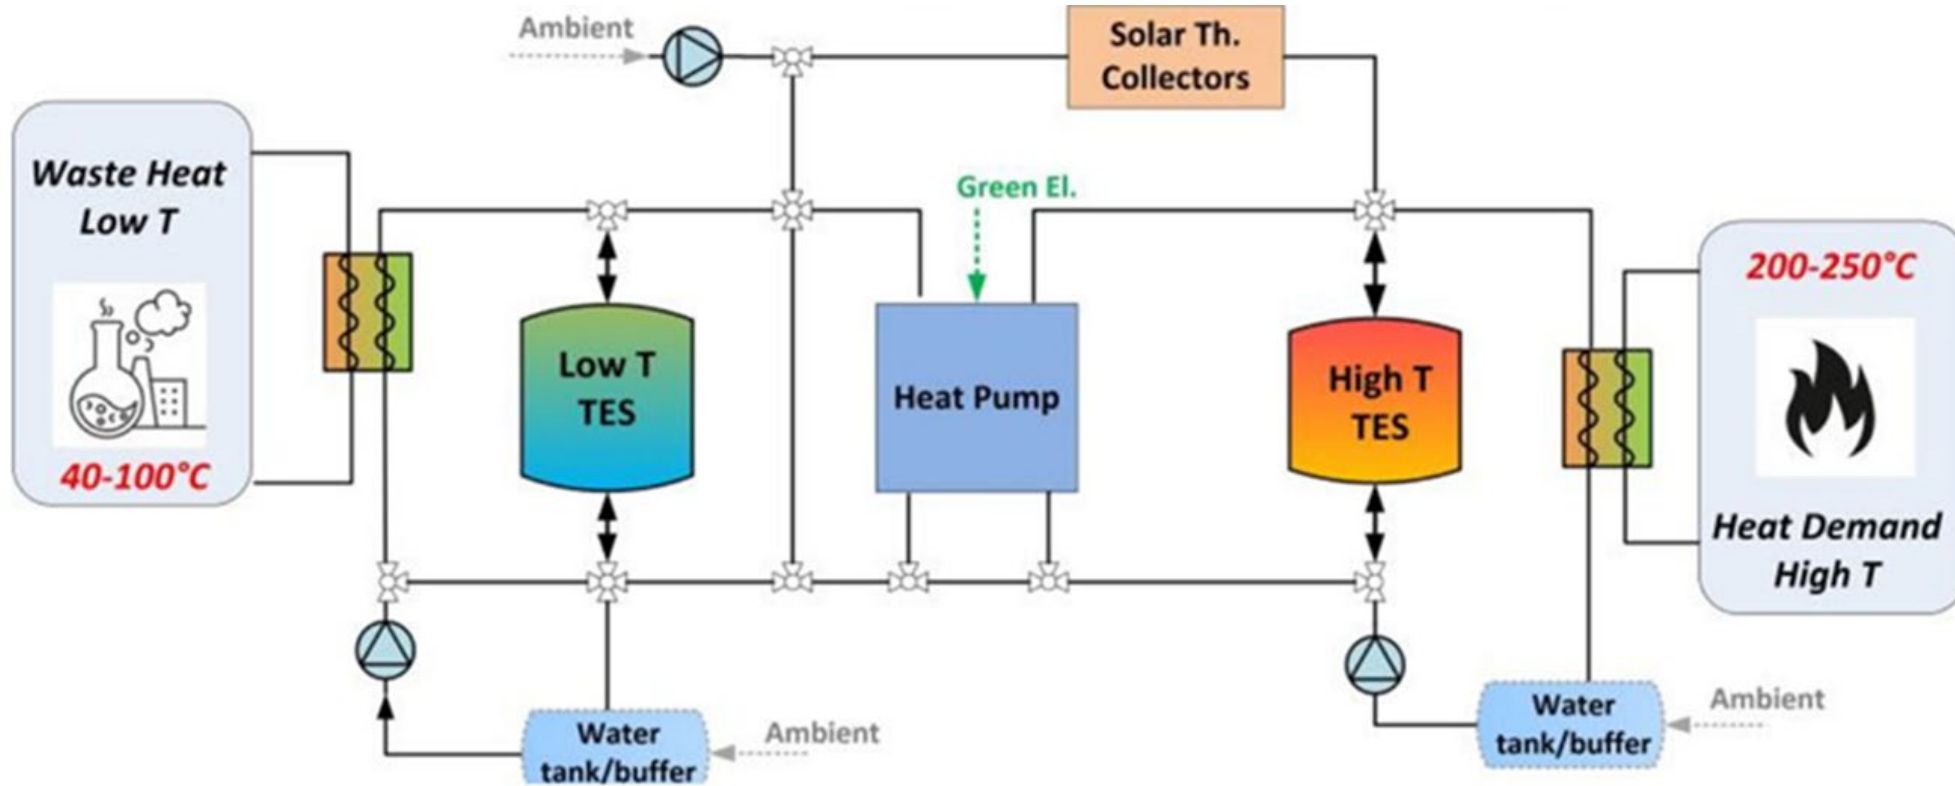 Ambient
Solar Th.
Collectors
Waste Heat
Low T
40-100°C
Green El.
Low T
TES
Heat Pump
High T
TES
200-250°C
Heat Demand
High T
Water
tank/buffer
Ambient
Water
tank/buffer
Ambient